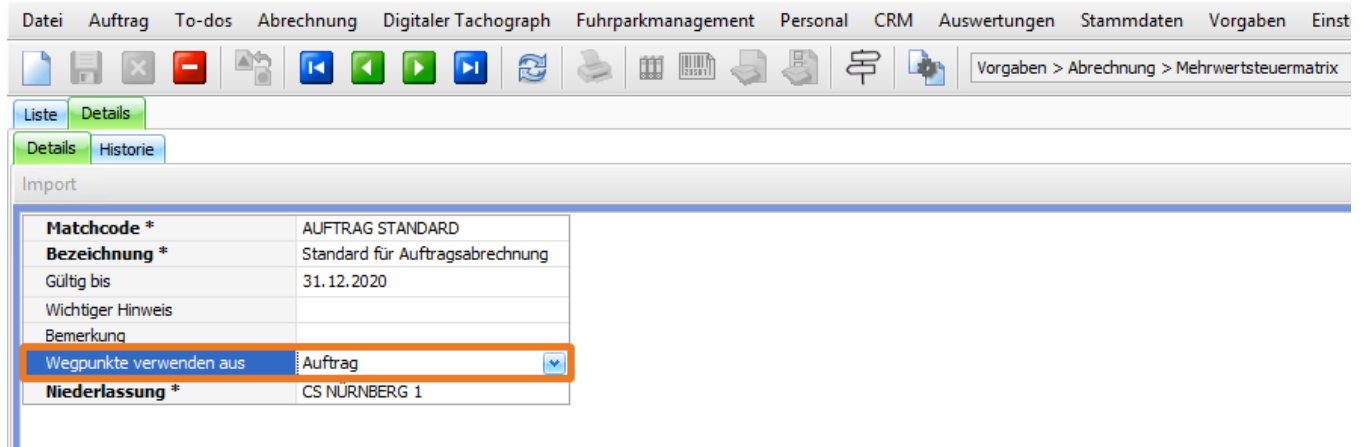 Datei Auftrag To-dos Abrechnung Digitaler Tachograph Fuhrparkmanagement Personal CRM Auswertungen Stammdaten Vorgaben Einst
Vorgaben > Abrechnung > Mehrwertsteuermatrix
Liste Details
Details Historie
Import
Matchcode * AUFTRAG STANDARD
Bezeichnung * Standard für Auftragsabrechnung
Gültig bis 31.12.2020
Wichtiger Hinweis
Bemerkung
Wegpunkte verwenden aus Auftrag
Niederlassung * CS NÜRNBERG 1